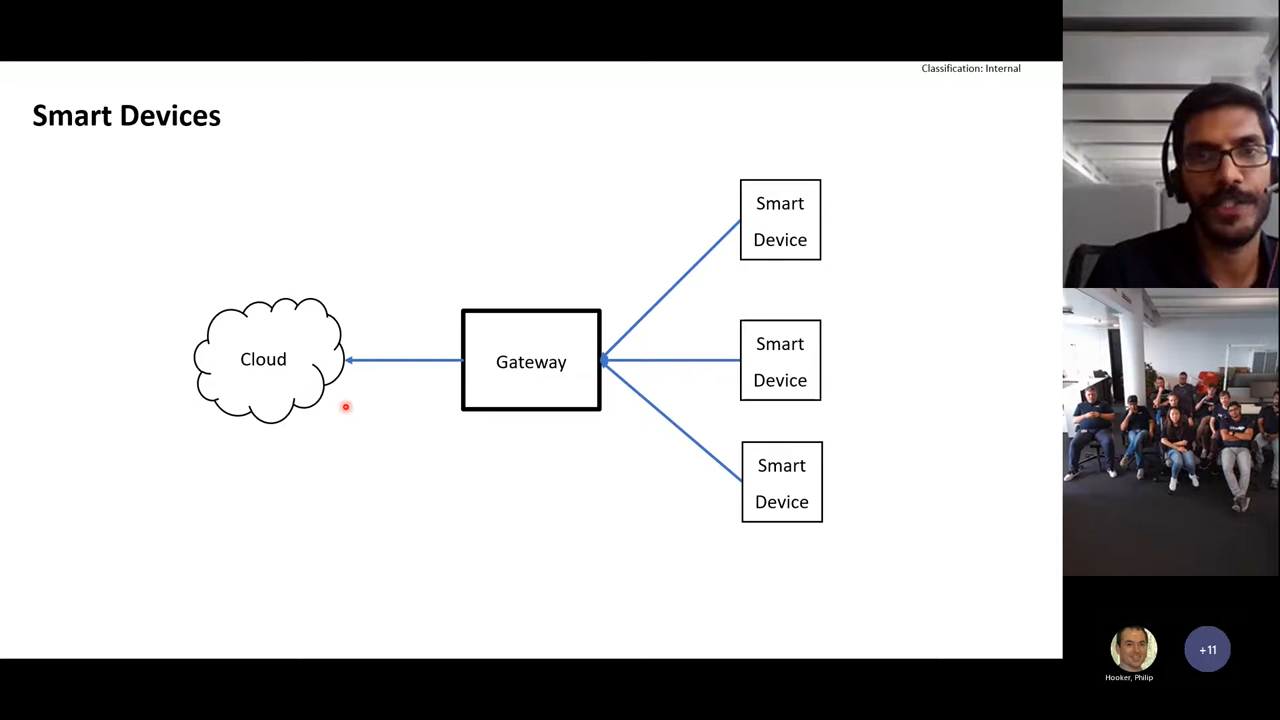 Classification: Internal
Smart Devices
Smart
Device
Cloud
Gateway
Smart
Device
Smart
Device
+11
Hooker, Philip